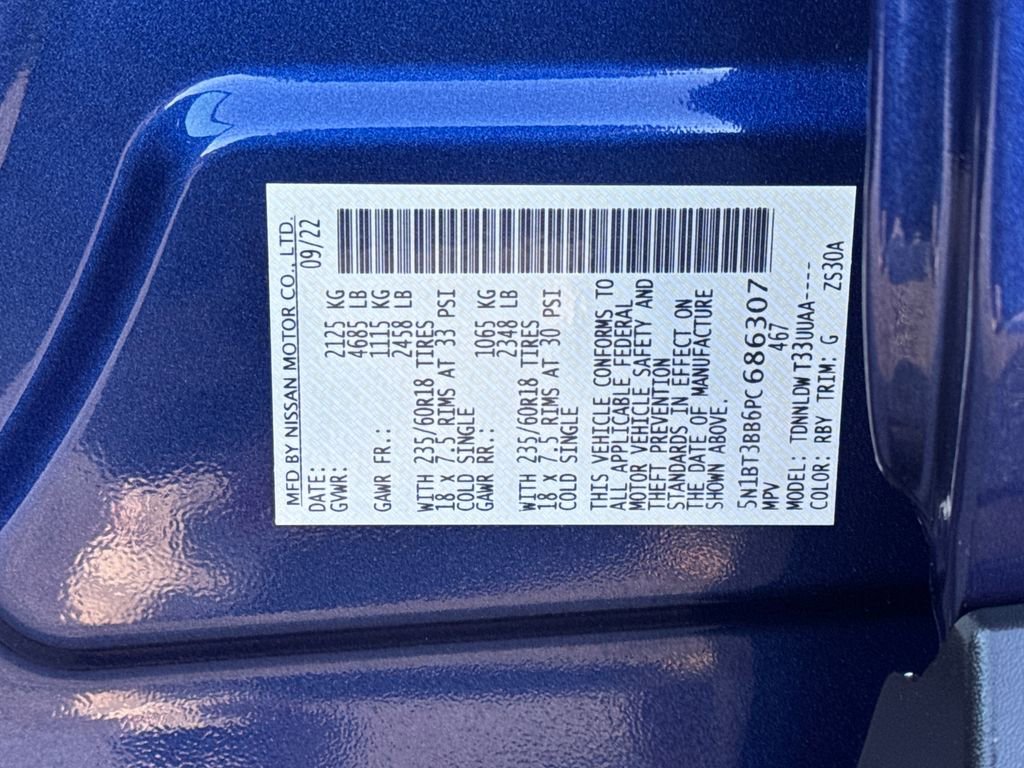 MFD BY NISSAN MOTOR CO., LTD.
DATE: 09/22
GVWR: 2125 KG
4685 LB
GAWR FR.: 1115 KG
2458 LB
WITH 235/60R18 TIRES
18 X 7.5 RIMS AT 33 PSI
COLD SINGLE
GAWR RR.: 1065 KG
2348 LB
WITH 235/60R18 TIRES
18 X 7.5 RIMS AT 30 PSI
COLD SINGLE
THIS VEHICLE CONFORMS TO
ALL APPLICABLE FEDERAL
MOTOR VEHICLE SAFETY AND
THEFT PREVENTION
STANDARDS IN EFFECT ON
THE DATE OF MANUFACTURE
SHOWN ABOVE.
5N1BT3BB6PC686307
MPV 467
MODEL: TDNNLDWT33UUAA----
COLOR: RBY TRIM: G ZS30A